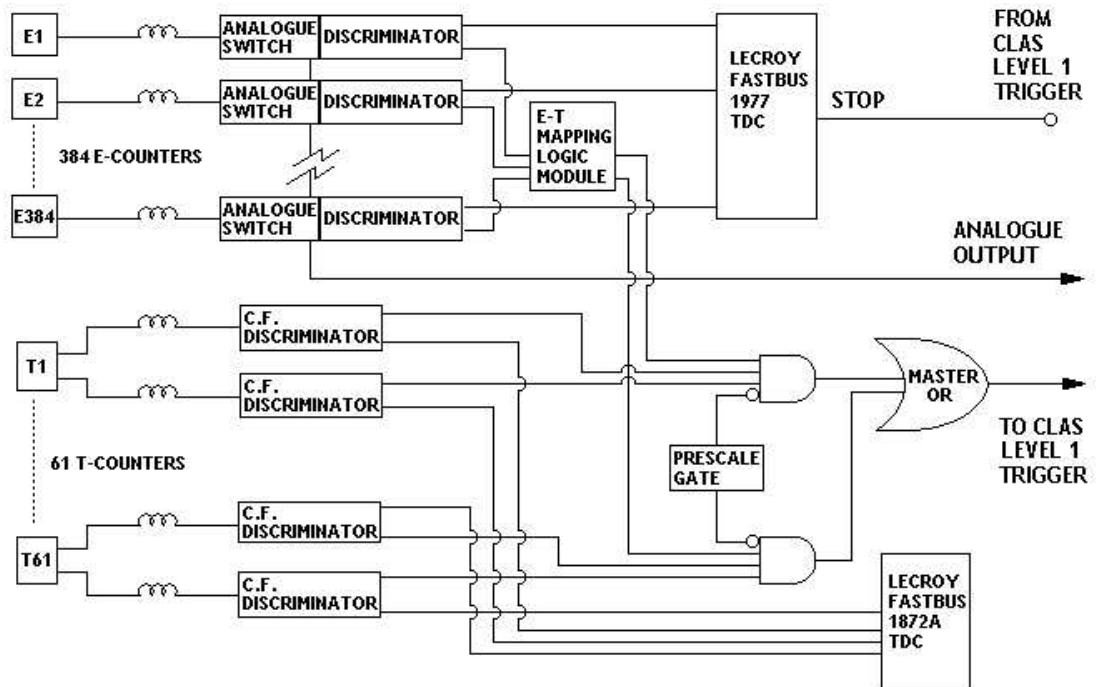 E1
ANALOGUE
SWITCH
DISCRIMINATOR
E2
ANALOGUE
SWITCH
DISCRIMINATOR
384 E-COUNTERS
E384
ANALOGUE
SWITCH
DISCRIMINATOR
E-T
MAPPING
LOGIC
MODULE
LECROY
FASTBUS
1977
TDC
STOP
FROM
CLAS
LEVEL 1
TRIGGER
ANALOGUE
OUTPUT
T1
C.F.
DISCRIMINATOR
C.F.
DISCRIMINATOR
61 T-COUNTERS
T61
C.F.
DISCRIMINATOR
C.F.
DISCRIMINATOR
PRESCALE
GATE
MASTER
OR
TO CLAS
LEVEL 1
TRIGGER
LECROY
FASTBUS
1872A
TDC